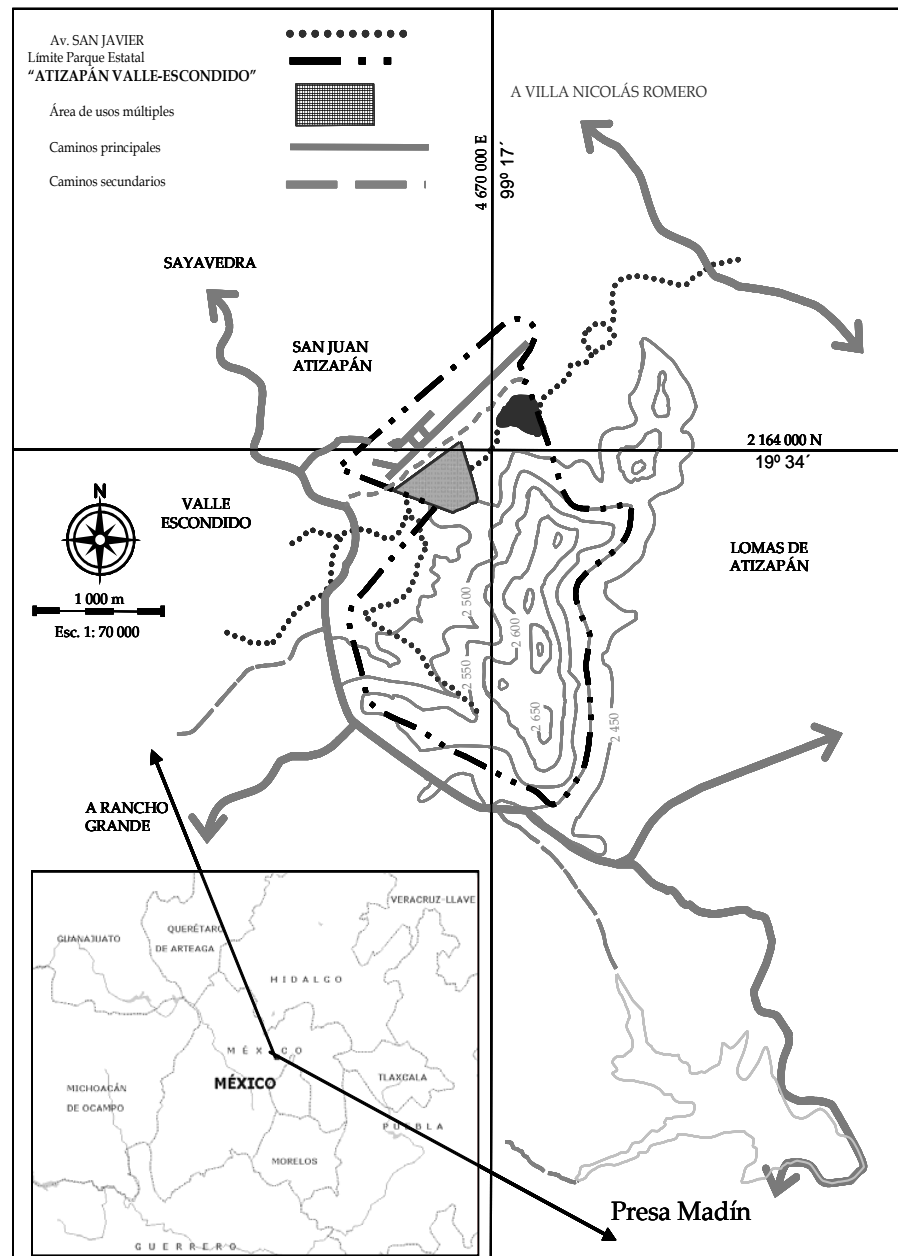 Av. SAN JAVIER
Límite Parque Estatal
“ATIZAPÁN VALLE-ESCONDIDO”
Área de usos múltiples
Caminos principales
Caminos secundarios
A VILLA NICOLÁS ROMERO
4 670 000 E
99º 17´
SAYAVEDRA
SAN JUAN
ATIZAPÁN
2 164 000 N
19º 34´
N
VALLE
ESCONDIDO
LOMAS DE
ATIZAPÁN
1 000 m
Esc. 1: 70 000
2 500
2 600
2 550
2 650
2 450
A RANCHO
GRANDE
VERACRUZ-LLAVE
QUERÉTARO
DE ARTEAGA
GUANAJUATO
HIDALGO
MÉXICO
MÉXICO
TLAXCALA
MICHOACÁN
DE OCAMPO
PUEBLA
MORELOS
GUERRERO
Presa Madín